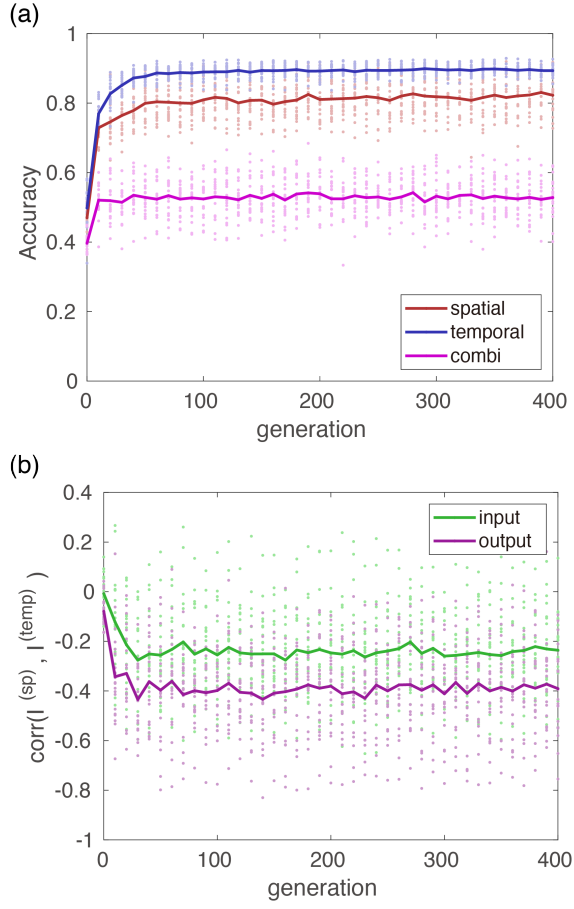 (a)
1
0.8
0.6
0.4
0.2
0
Accuracy
spatial
temporal
combi
0
100
200
300
400
generation
(b)
0.4
0.2
0
-0.2
-0.4
-0.6
-0.8
-1
corr(I (sp) , I (temp) )
input
output
0
100
200
300
400
generation